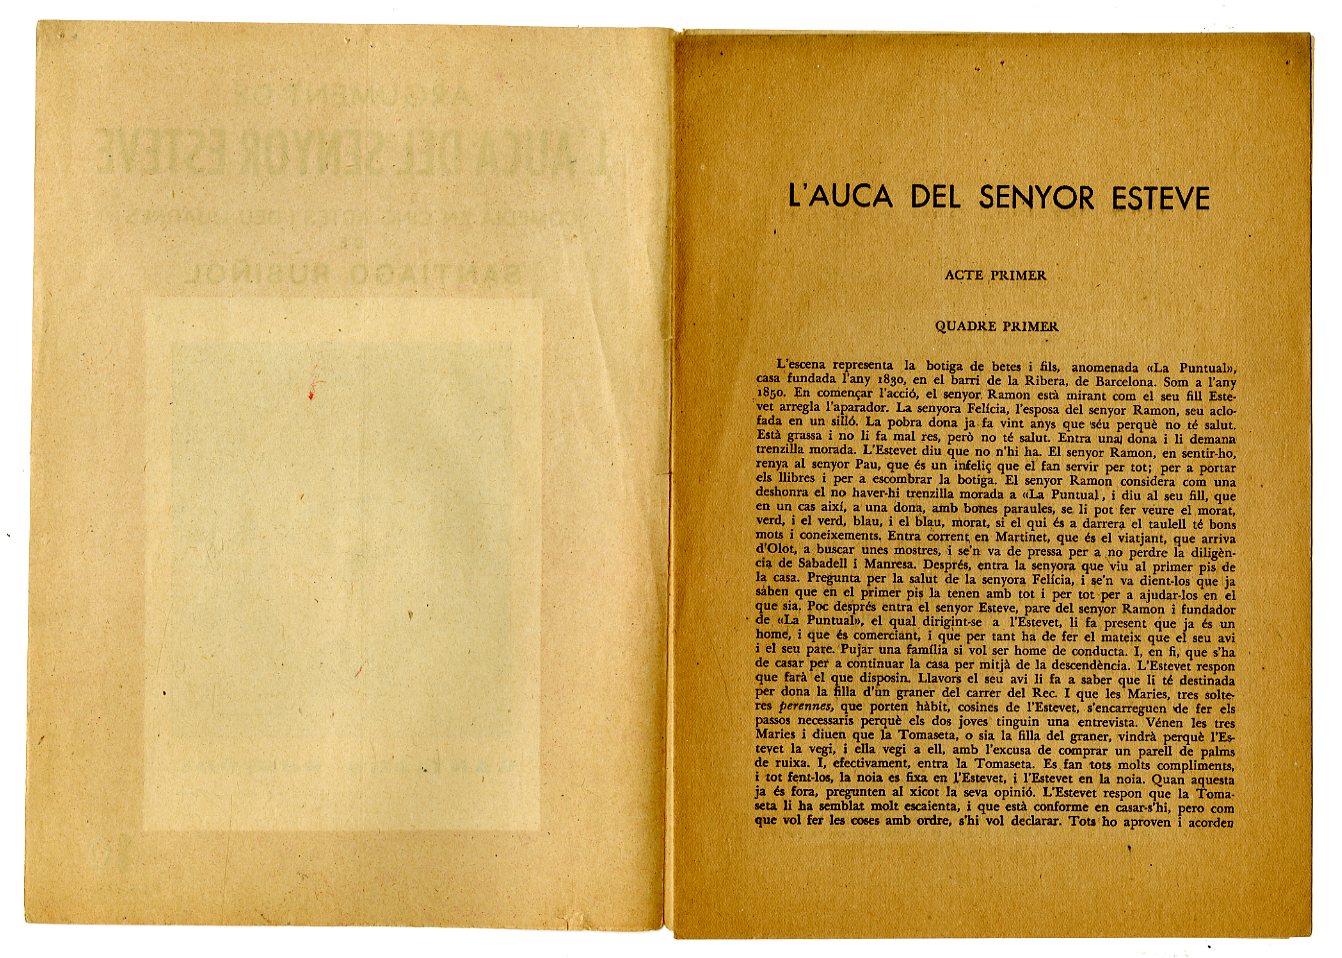 ARGUMENT DE
L'AUCA DEL SENYOR ESTEVE
SANTIAGO RUSIÑOL
L'AUCA DEL SENYOR ESTEVE
ACTE PRIMER
QUADRE PRIMER
L'escena representa la botiga de betes i fils, anomenada «La Puntual»,
casa fundada l'any 1830, en el barri de la Ribera, de Barcelona. Som a l'any
1850. En començar l'acció, el senyor Ramon està mirant com el seu fill Este-
vet arregla l'aparador. La senyora Felícia, l'esposa del senyor Ramon, seu aclo-
fada en un silló. La pobra dona ja fa vint anys que séu perquè no té salut.
Està grassa i no li fa mal res, però no té salut. Entra una dona i li demana
trenzilla morada. L'Estevet diu que no n'hi ha. El senyor Ramon, en sentir-ho,
renya al senyor Pau, que és un infeliç que el fan servir per tot; per a portar
els llibres i per a escombrar la botiga. El senyor Ramon considera com una
deshonra el no haver-hi trenzilla morada a «La Puntual, i diu al seu fill, que
en un cas així, a una dona, amb bones paraules, se li pot fer veure el morat,
verd, i el verd, blau, i el blau, morat, si el qui és a darrera el taulell té bons
mots i coneixements. Entra corrent en Martinet, que és el viatjant, que arriva
d'Olot, a buscar unes mostres, i se'n va de pressa per a no perdre la diligèn-
cia de Sabadell i Manresa. Després, entra la senyora que viu al primer pis de
la casa. Pregunta per la salut de la senyora Felícia, i se'n va dient-los que ja
sàben que en el primer pis la tenen amb tot i per tot per a ajudar-los en el
que sia. Poc després entra el senyor Esteve, pare del senyor Ramon i fundador
de «La Puntual», el qual dirigint-se a l'Estevet, li fa present que ja és un
home, i que és comerciant, i que per tant ha de fer el mateix que el seu avi
i el seu pare. Pujar una família si vol ser home de conducta. I, en fi, que s'ha
de casar per a continuar la casa per mitjà de la descendència. L'Estevet respon
que farà el que disposin. Llavors el seu avi li fa a saber que li té destinada
per dona la filla d'un graner del carrer del Rec. I que les Maries, tres solte-
res perennes, que porten hàbit, cosines de l'Estevet, s'encarreguen de fer els
passos necessaris perquè els dos joves tinguin una entrevista. Vénen les tres
Maries i diuen que la Tomaseta, o sia la filla del graner, vindrà perquè l'Es-
tevet la vegi, i ella vegi a ell, amb l'excusa de comprar un parell de palms
de ruixa. I, efectivament, entra la Tomaseta. Es fan tots molts compliments,
i tot fent-los, la noia es fixa en l'Estevet, i l'Estevet en la noia. Quan aquesta
ja és fora, pregunten al xicot la seva opinió. L'Estevet respon que la Toma-
seta li ha semblat molt escaienta, i que està conforme en casar-s'hi, pero com
que vol fer les coses amb ordre, s'hi vol declarar. Tots ho aproven i acorden